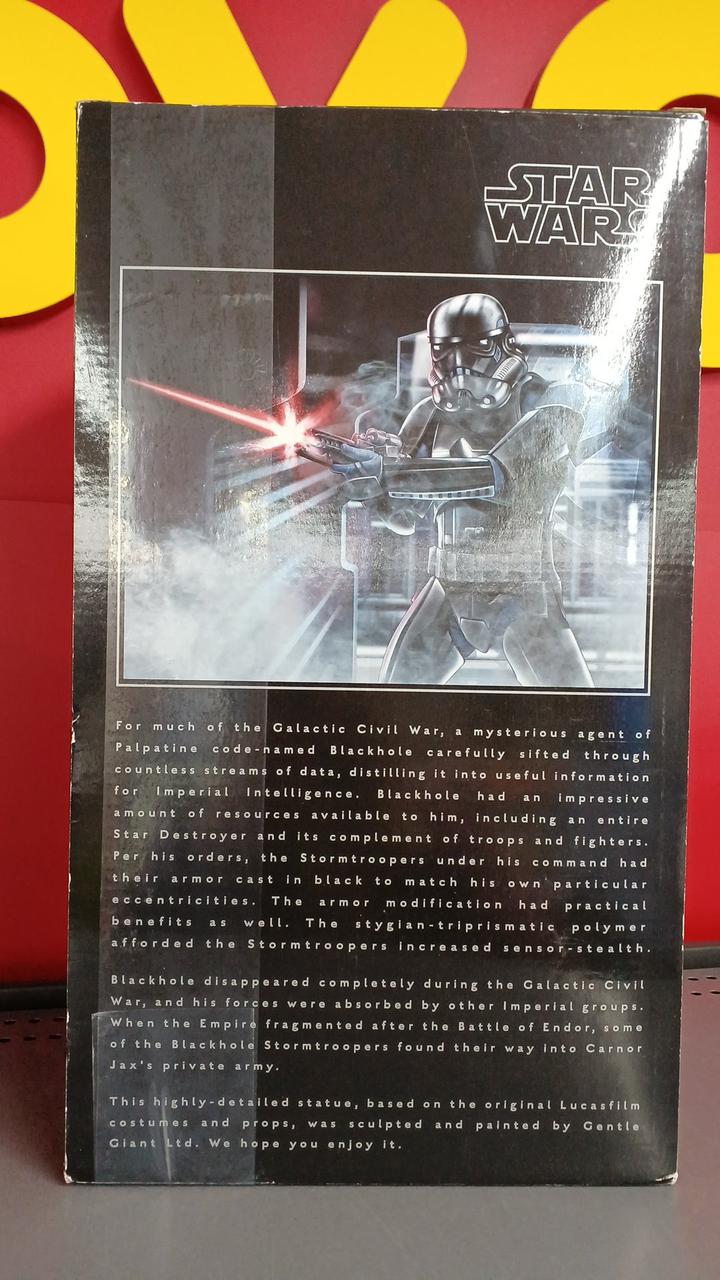 STAR
WARS
For much of the Galactic Civil War, a mysterious agent of
Palpatine code-named Blackhole carefully sifted through
countless streams of data, distilling it into useful information
for Imperial Intelligence. Blackhole had an impressive
amount of resources available to him, including an entire
Star Destroyer and its complement of troops and fighters.
Per his orders, the Stormtroopers under his command had
their armor cast in black to match his own particular
eccentricities. The armor modification had practical
benefits as well. The stygian-triprismatic polymer
afforded the Stormtroopers increased sensor-stealth.
Blackhole disappeared completely during the Galactic Civil
War, and his forces were absorbed by other Imperial groups.
When the Empire fragmented after the Battle of Endor, some
of the Blackhole Stormtroopers found their way into Carnor
Jax's private army.
This highly-detailed statue, based on the original Lucasfilm
costumes and props, was sculpted and painted by Gentle
Giant Ltd. We hope you enjoy it.